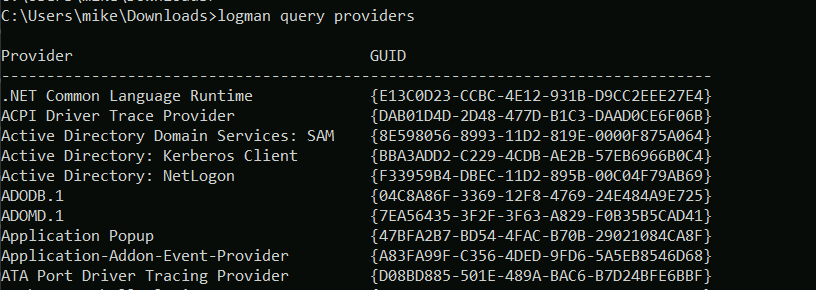 C:\Users\mike\Downloads>logman query providers
Provider GUID
-------------------------------------------------------------------------------
.NET Common Language Runtime {E13C0D23-CCBC-4E12-931B-D9CC2EEE27E4}
ACPI Driver Trace Provider {DAB01D4D-2D48-477D-B1C3-DAAD0CE6F06B}
Active Directory Domain Services: SAM {8E598056-8993-11D2-819E-0000F875A064}
Active Directory: Kerberos Client {BBA3ADD2-C229-4CDB-AE2B-57EB6966B0C4}
Active Directory: NetLogon {F33959B4-DBEC-11D2-895B-00C04F79AB69}
ADODB.1 {04C8A86F-3369-12F8-4769-24E484A9E725}
ADOMD.1 {7EA56435-3F2F-3F63-A829-F0B35B5CAD41}
Application Popup {47BFA2B7-BD54-4FAC-B70B-29021084CA8F}
Application-Addon-Event-Provider {A83FA99F-C356-4DED-9FD6-5A5EB8546D68}
ATA Port Driver Tracing Provider {D08BD885-501E-489A-BAC6-B7D24BFE6BBF}